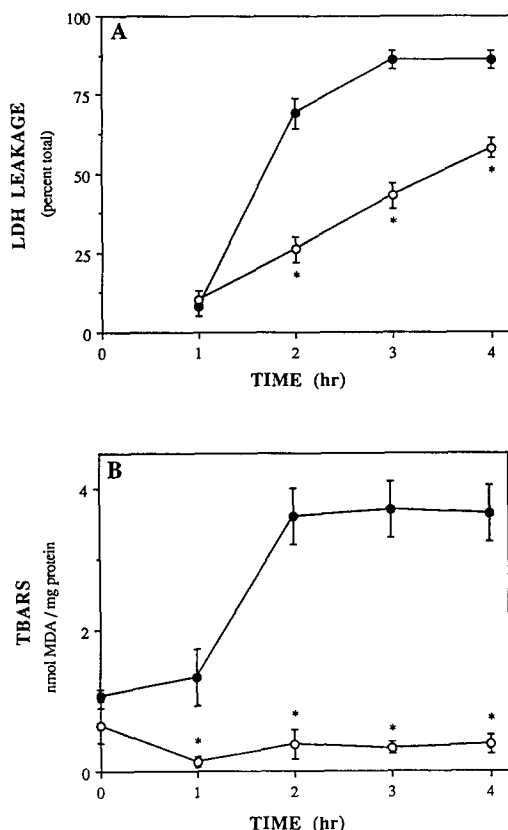 A
100
75
50
25
0
LDH LEAKAGE
(percent total)
*
*
*
0 1 2 3 4
TIME (hr)
B
4
2
0
TBARS
nmol MDA / mg protein
* * * *
0 1 2 3 4
TIME (hr)